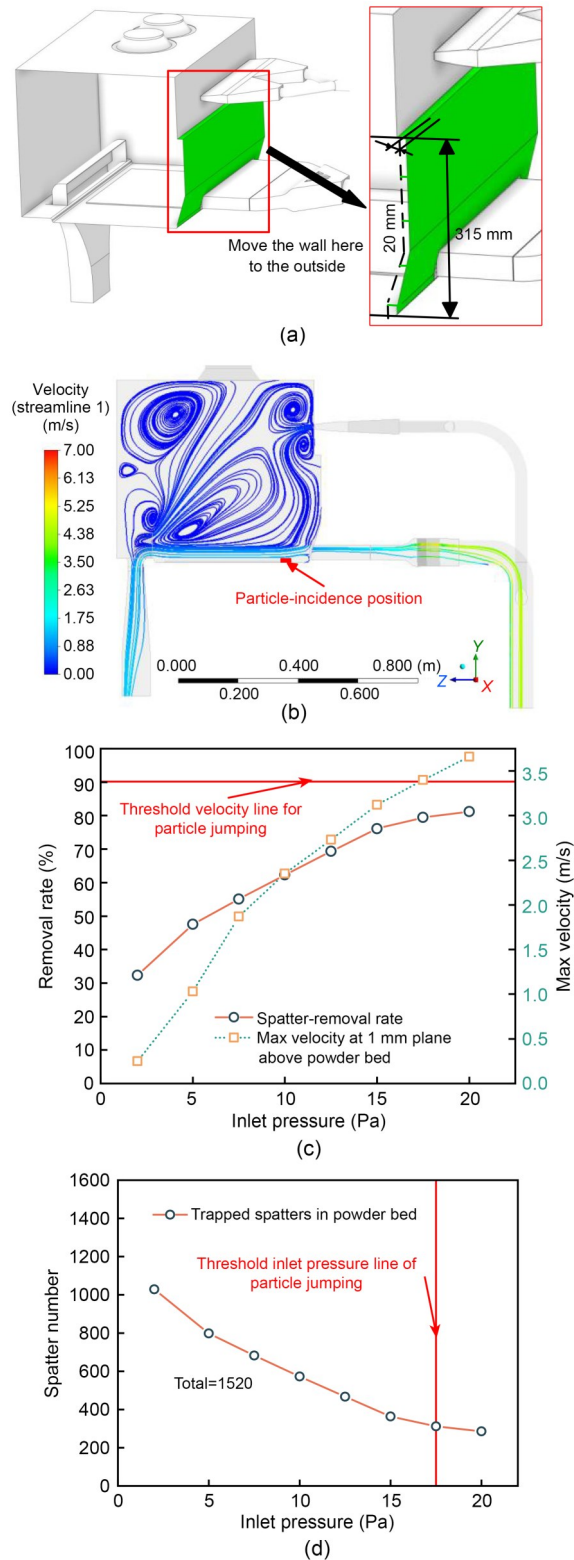 20 mm
315 mm
Move the wall here
to the outside
(a)
Velocity
(streamline 1)
(m/s)
7.00
6.13
5.25
4.38
3.50
2.63
1.75
0.88
0.00
Particle-incidence position
0.000 0.400 0.800 (m)
0.200 0.600
Y
Z X
(b)
100
90
80
70
60
50
40
30
20
10
0
Removal rate (%)
Threshold velocity line for
particle jumping
Spatter-removal rate
Max velocity at 1 mm plane
above powder bed
3.5
3.0
2.5
2.0
1.5
1.0
0.5
0.0
Max velocity (m/s)
0 5 10 15 20
Inlet pressure (Pa)
(c)
1600
1400
1200
1000
800
600
400
200
0
Spatter number
Trapped spatters in powder bed
Threshold inlet pressure line of
particle jumping
Total=1520
0 5 10 15 20
Inlet pressure (Pa)
(d)